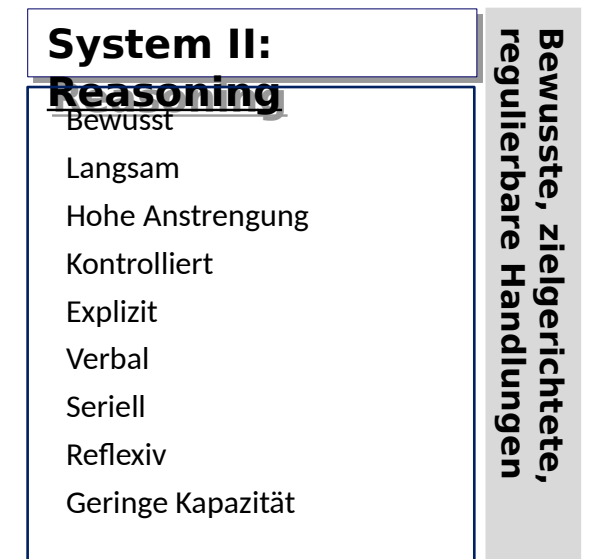 System II:
Reasoning
Bewusst
Langsam
Hohe Anstrengung
Kontrolliert
Explizit
Verbal
Seriell
Reflexiv
Geringe Kapazität
Bewusste, zielgerichtete,
regulierbare Handlungen